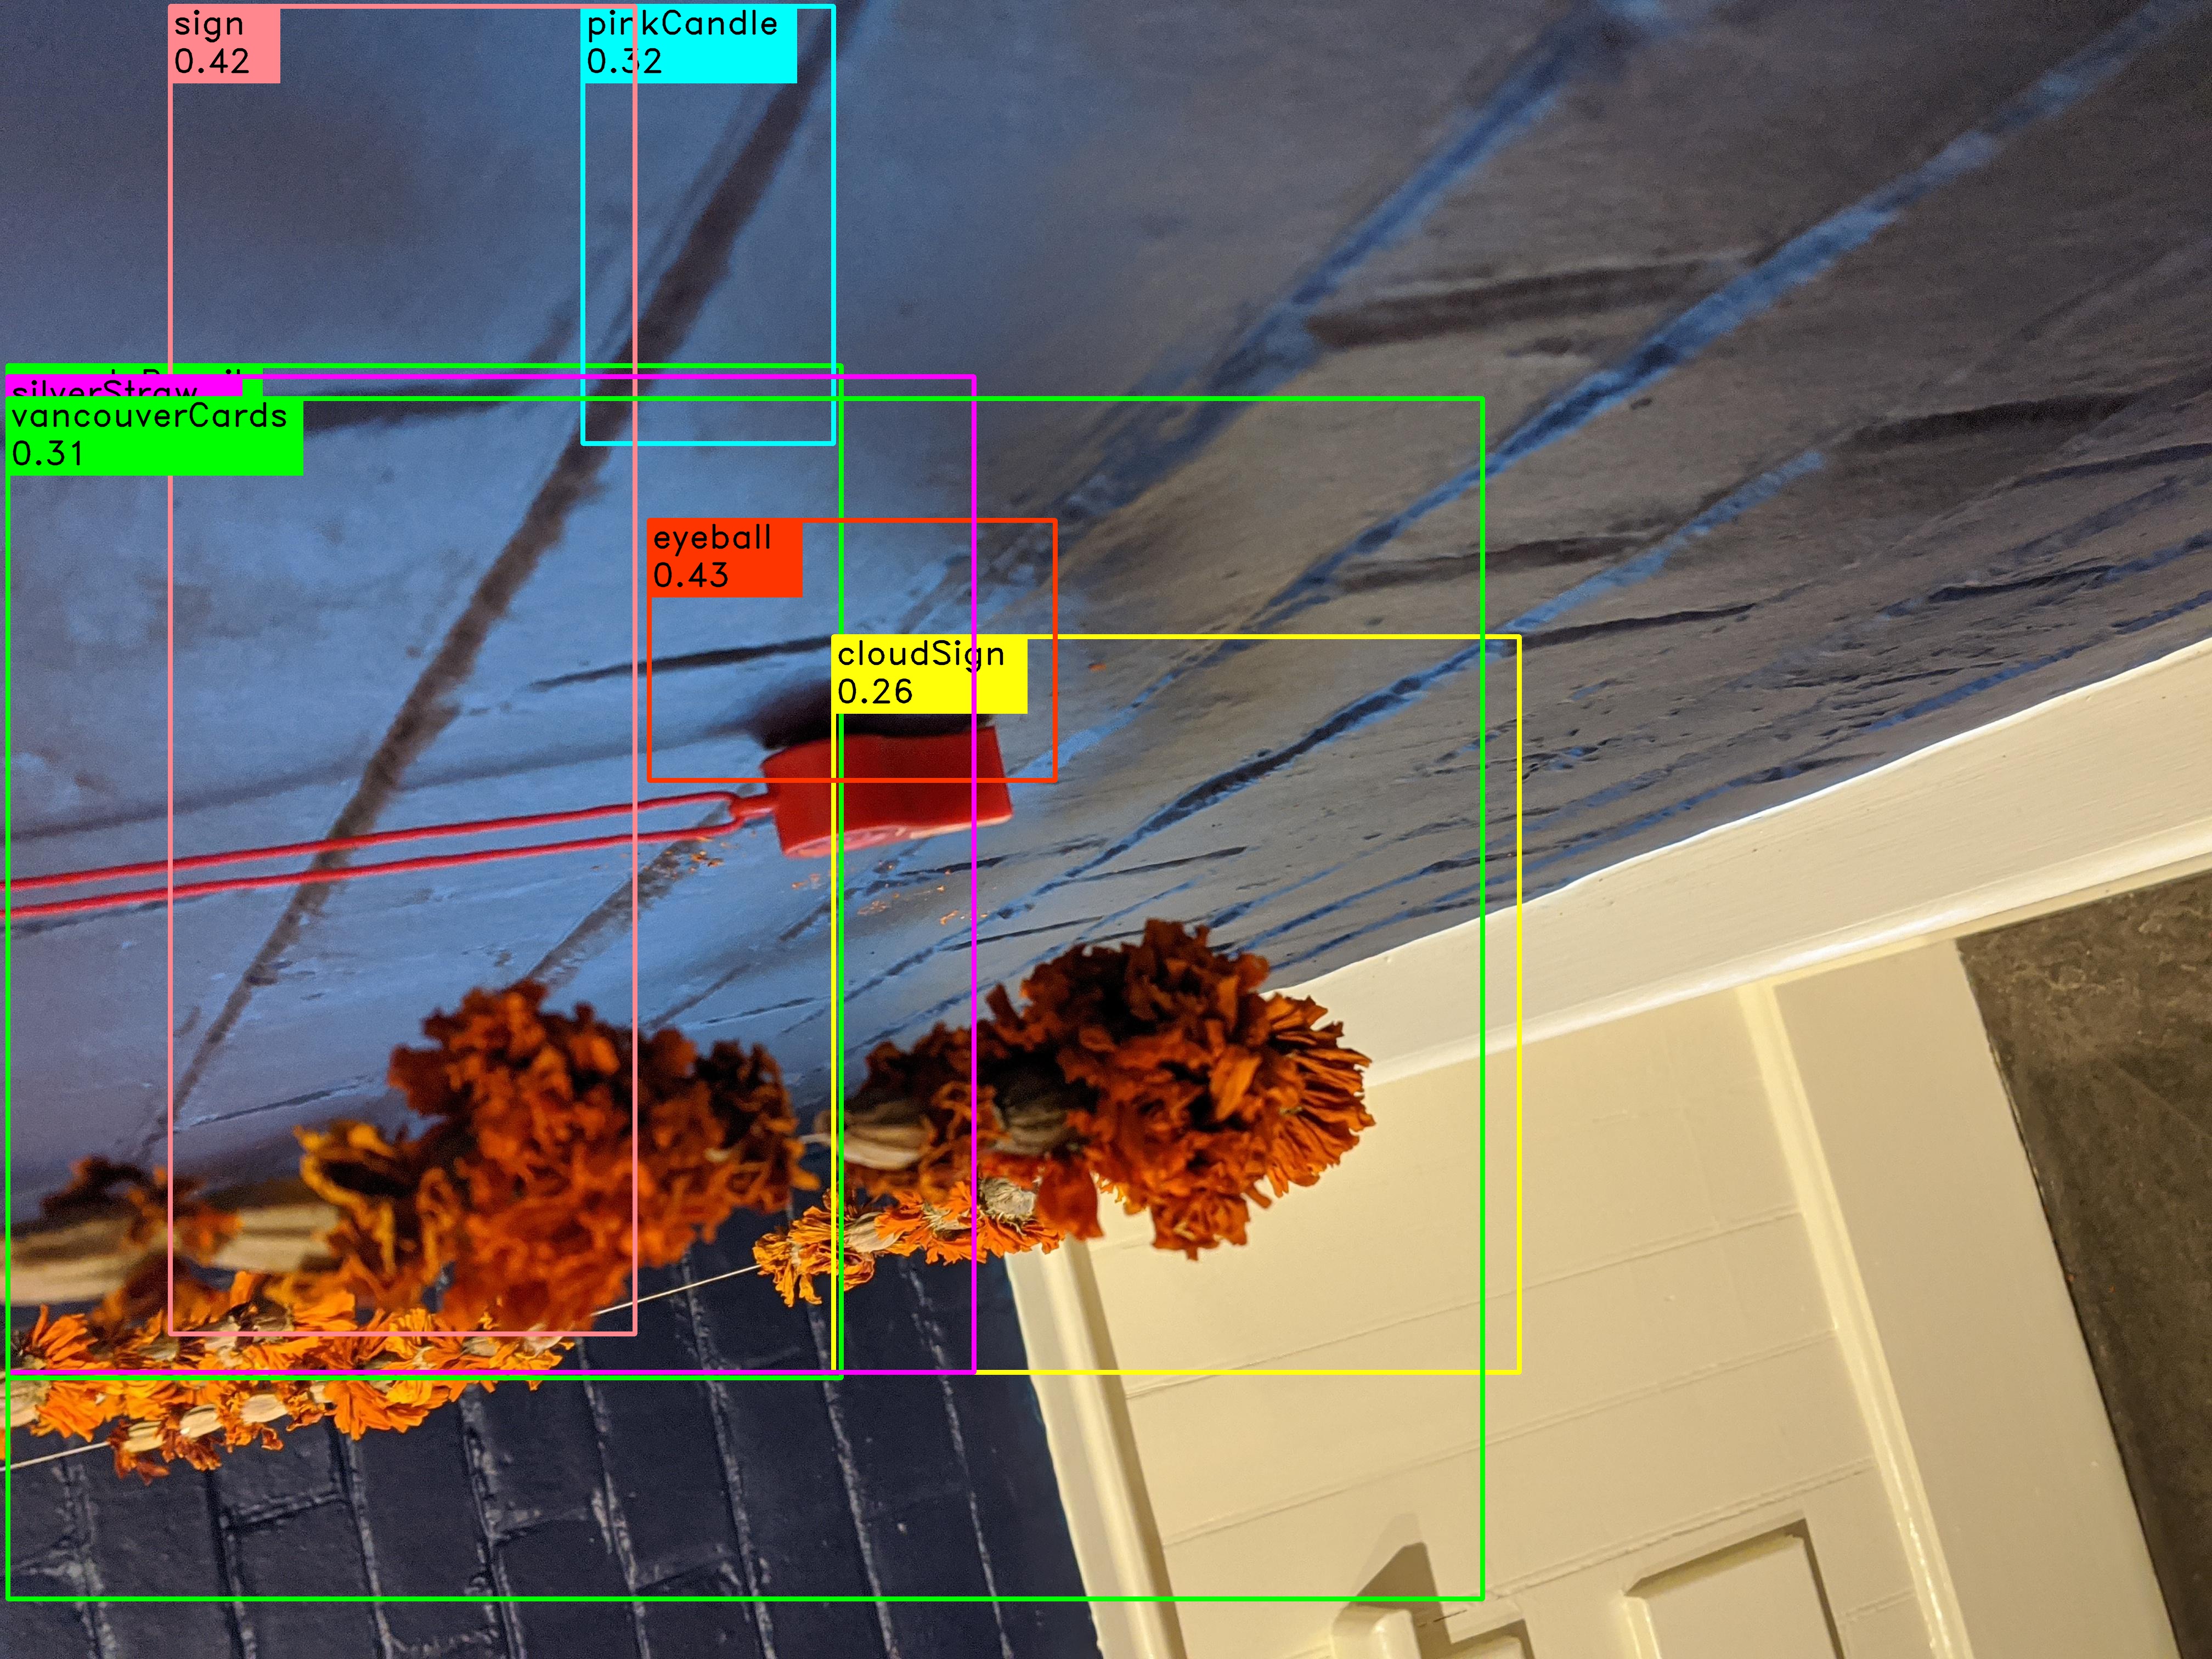 sign
0.42
pinkCandle
0.32
silverStraw
vancouverCards
0.31
eyeball
0.43
cloudSign
0.26